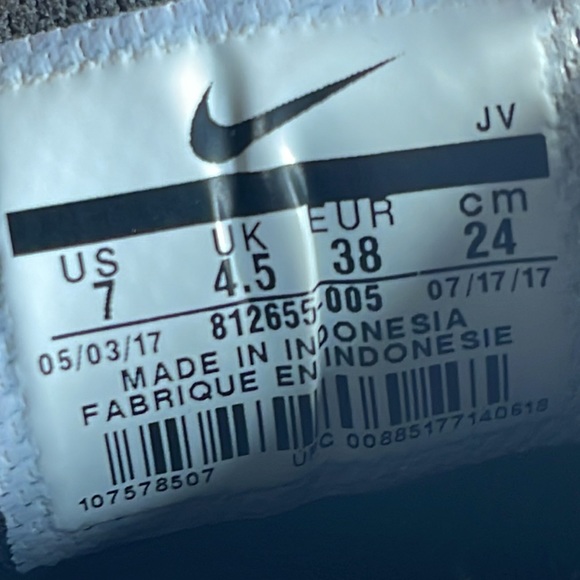 JV
US UK EUR cm
7 4.5 38 24
05/03/17 812655-005 07/17/17
MADE IN INDONESIA
FABRIQUE EN INDONESIE
107578507 UPC 00885177140618